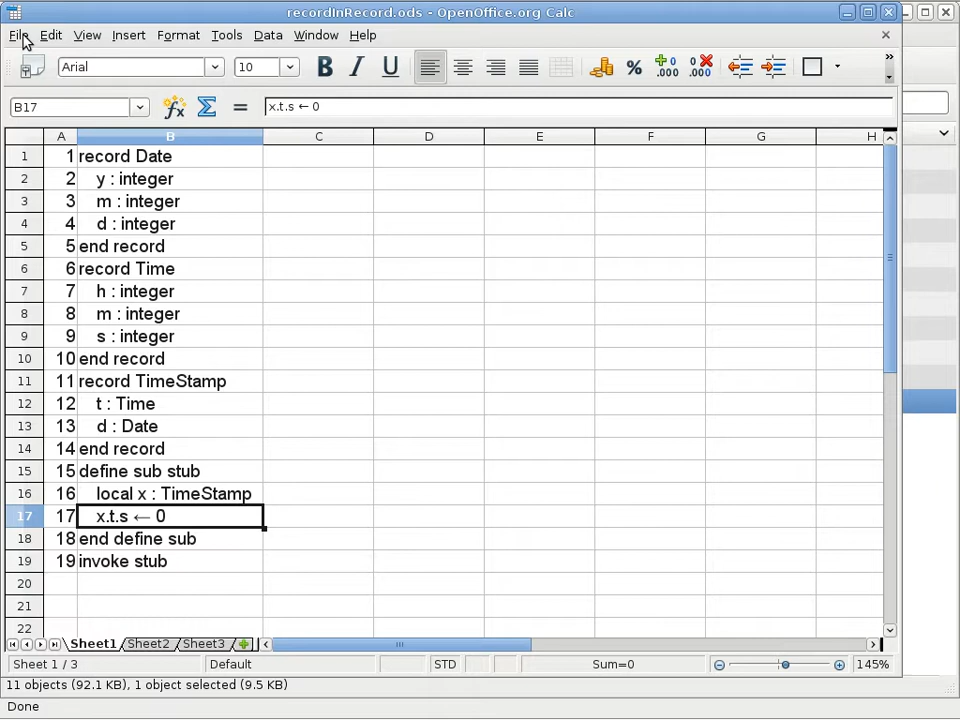 recordInRecord.ods - OpenOffice.org Calc
File Edit View Insert Format Tools Data Window Help
Arial 10 B I U % .000 .000
B17 = x.t.s ← 0
A B C D E F G H
1 1 record Date
2 2 y : integer
3 3 m : integer
4 4 d : integer
5 5 end record
6 6 record Time
7 7 h : integer
8 8 m : integer
9 9 s : integer
10 10 end record
11 11 record TimeStamp
12 12 t : Time
13 13 d : Date
14 14 end record
15 15 define sub stub
16 16 local x : TimeStamp
17 17 x.t.s ← 0
18 18 end define sub
19 19 invoke stub
20
21
22
Sheet1 Sheet2 Sheet3
Sheet 1 / 3 Default STD Sum=0 145%
11 objects (92.1 KB), 1 object selected (9.5 KB)
Done